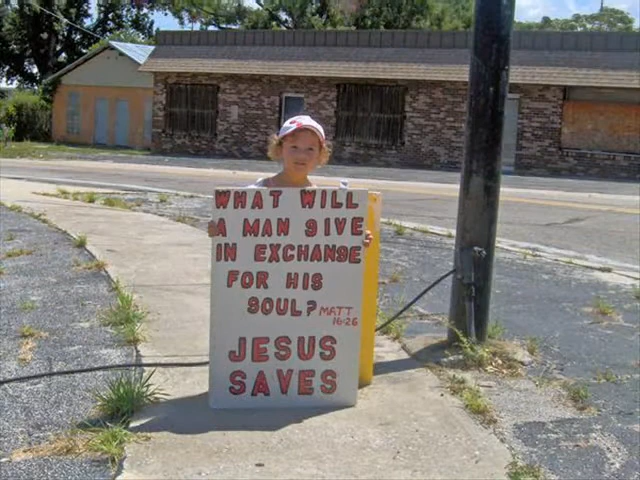 WHAT WILL
A MAN GIVE
IN EXCHANGE
FOR HIS
SOUL? MATT
16:26
JESUS
SAVES